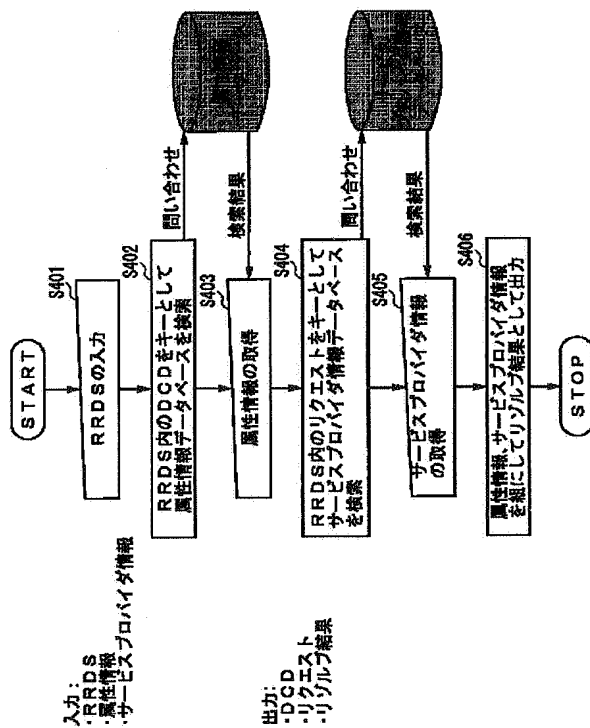 START
S401
RRDSの入力
S402
RRDS内のDCDをキーとして
属性情報データベースを検索
問い合わせ
検索結果
S403
属性情報の取得
S404
RRDS内のリクエストをキーとして
サービスプロバイダ情報データベース
を検索
問い合わせ
検索結果
S405
サービスプロバイダ情報
の取得
S406
属性情報、サービスプロバイダ情報
を組にしてリゾルブ結果として出力
STOP
入力:
・RRDS
・属性情報
・サービスプロバイダ情報
出力:
・DCD
・リクエスト
・リゾルブ結果